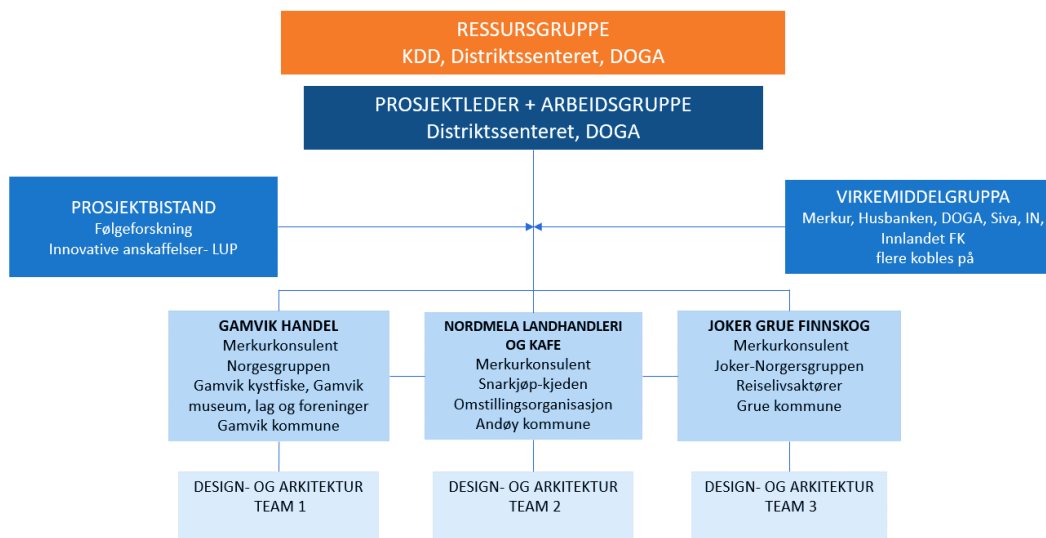 RESSURSGRUPPE
KDD, Distriktssenteret, DOGA
PROSJEKTLEDER + ARBEIDSGRUPPE
Distriktssenteret, DOGA
PROSJEKTBISTAND
Følgeforskning
Innovative anskaffelser- LUP
VIRKEMIDDELGRUPPA
Merkur, Husbanken, DOGA, Siva, IN,
Innlandet FK
flere kobles på
GAMVIK HANDEL
Merkurkonsulent
Norgesgruppen
Gamvik kystfiske, Gamvik
museum, lag og foreninger
Gamvik kommune
NORDMELA LANDHANDLERI
OG KAFE
Merkurkonsulent
Snarkjøp-kjeden
Omstillingsorganisasjon
Andøy kommune
JOKER GRUE FINNSKOG
Merkurkonsulent
Joker-Norgersgruppen
Reiselivsaktører
Grue kommune
DESIGN- OG ARKITEKTUR
TEAM 1
DESIGN- OG ARKITEKTUR
TEAM 2
DESIGN- OG ARKITEKTUR
TEAM 3